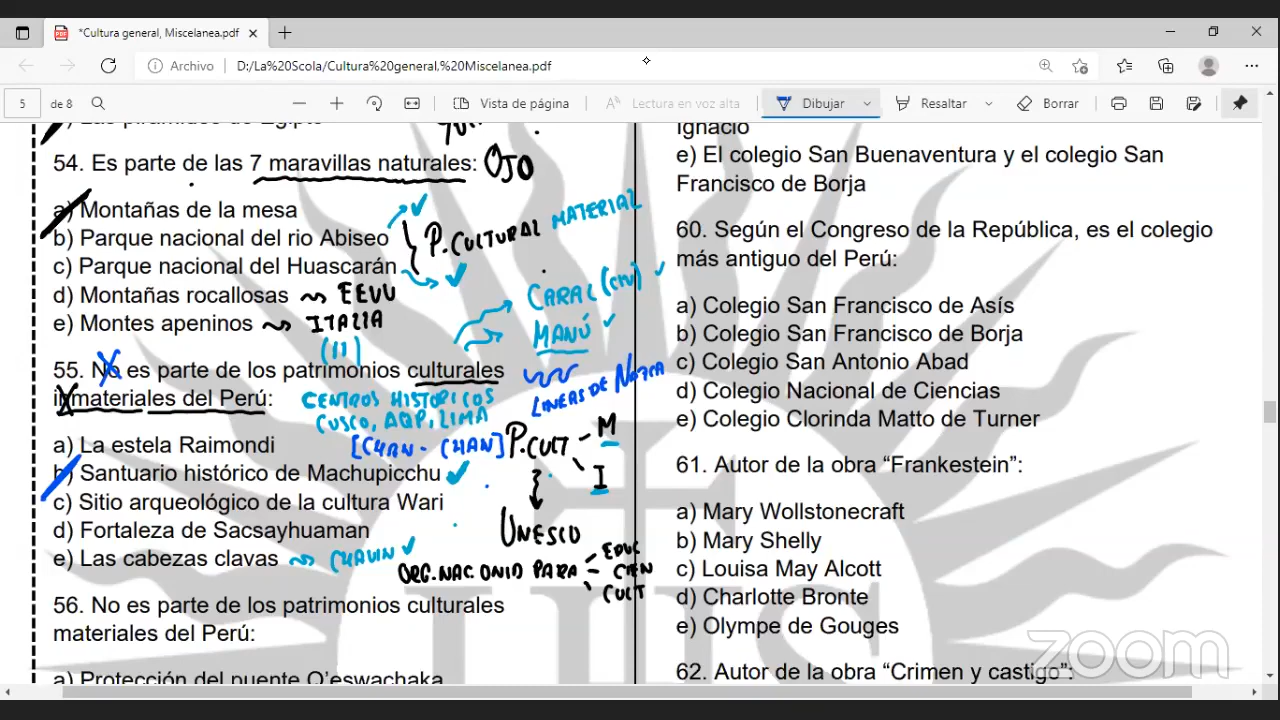 *Cultura general, Miscelanea.pdf
Archivo D:/La%20Scola/Cultura%20general,%20Miscelanea.pdf
5 de 8
Vista de página
Lectura en voz alta
Dibujar
Resaltar
Borrar
54. Es parte de las 7 maravillas naturales: OJO
a) Montañas de la mesa
b) Parque nacional del rio Abiseo
c) Parque nacional del Huascarán
P. CULTURAL MATERIAL
d) Montañas rocallosas EEUU
e) Montes apeninos ITALIA
CARAL (CIV)
MANÚ
(11)
55. No es parte de los patrimonios culturales
inmateriales del Perú:
LINEAS DE NAZCA
CENTROS HISTORICOS
CUSCO, AQP, LIMA
[CHAN - CHAN]
P. CULT M
I
a) La estela Raimondi
b) Santuario histórico de Machupicchu
c) Sitio arqueológico de la cultura Wari
d) Fortaleza de Sacsayhuaman
e) Las cabezas clavas CHAVIN
UNESCO
ORG. NAC. UNID PARA EDUC
CIEN
CULT
56. No es parte de los patrimonios culturales
materiales del Perú:
a) Protección del puente Q'eswachaka
Ignacio
e) El colegio San Buenaventura y el colegio San
Francisco de Borja
60. Según el Congreso de la República, es el colegio
más antiguo del Perú:
a) Colegio San Francisco de Asís
b) Colegio San Francisco de Borja
c) Colegio San Antonio Abad
d) Colegio Nacional de Ciencias
e) Colegio Clorinda Matto de Turner
61. Autor de la obra “Frankestein”:
a) Mary Wollstonecraft
b) Mary Shelly
c) Louisa May Alcott
d) Charlotte Bronte
e) Olympe de Gouges
62. Autor de la obra “Crimen y castigo”:
zoom